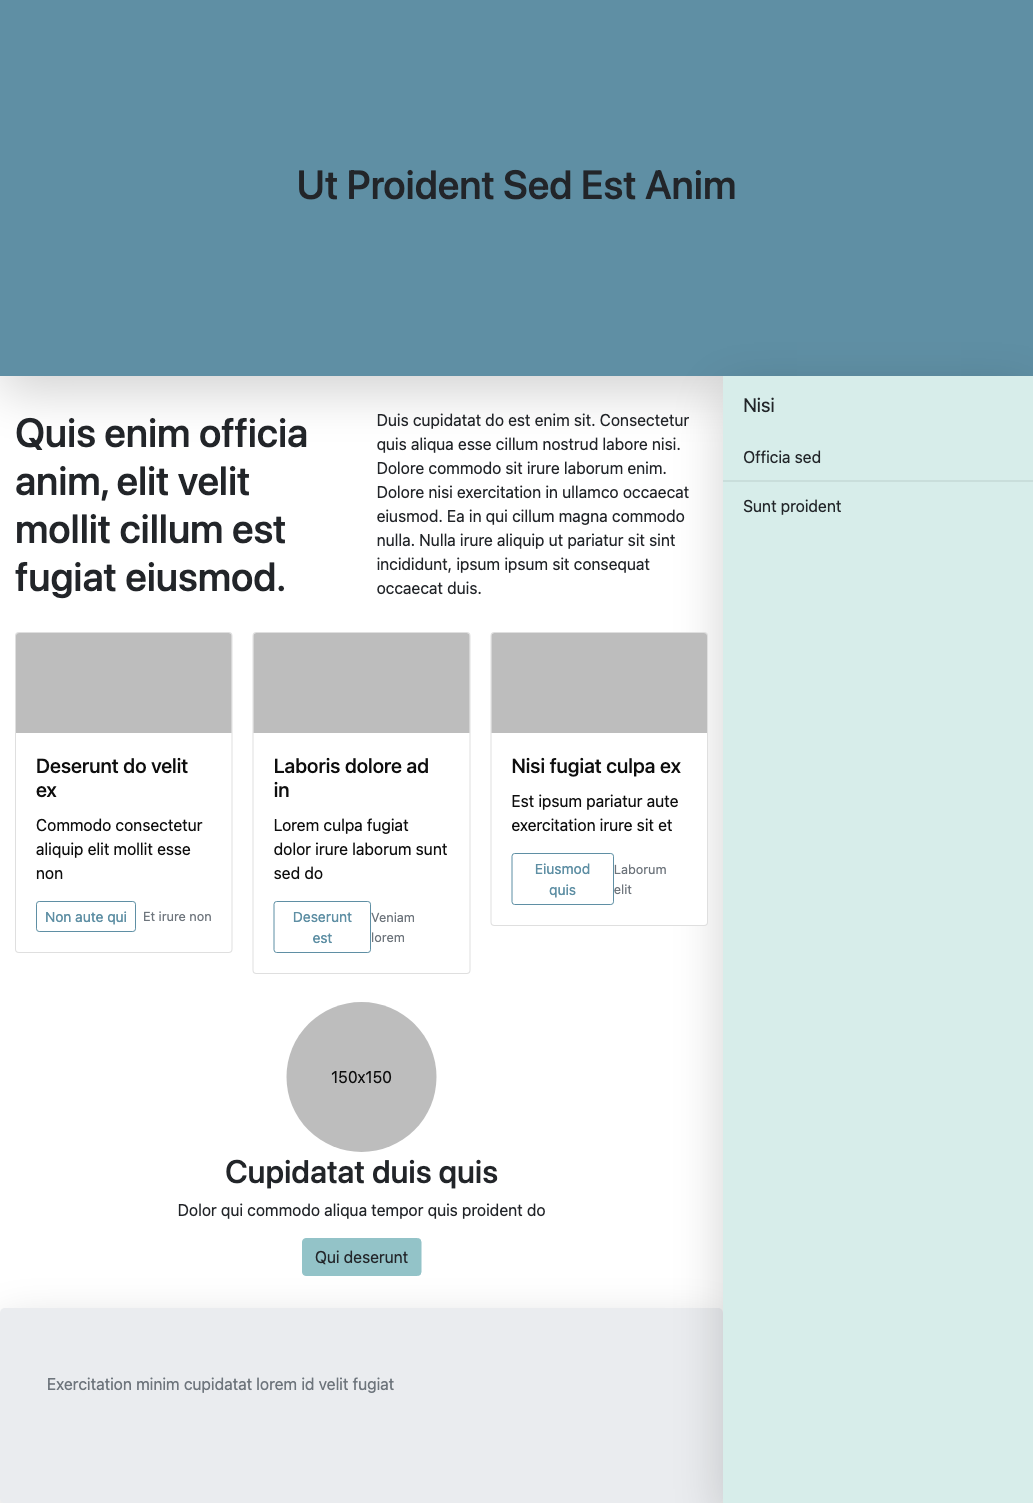 Ut Proident Sed Est Anim
Quis enim officia
anim, elit velit
mollit cillum est
fugiat eiusmod.
Duis cupidatat do est enim sit. Consectetur
quis aliqua esse cillum nostrud labore nisi.
Dolore commodo sit irure laborum enim.
Dolore nisi exercitation in ullamco occaecat
eiusmod. Ea in qui cillum magna commodo
nulla. Nulla irure aliquip ut pariatur sit sint
incididunt, ipsum ipsum sit consequat
occaecat duis.
Deserunt do velit
ex
Commodo consectetur
aliquip elit mollit esse
non
Non aute qui
Et irure non
Laboris dolore ad
in
Lorem culpa fugiat
dolor irure laborum sunt
sed do
Deserunt
est
Veniam
lorem
Nisi fugiat culpa ex
Est ipsum pariatur aute
exercitation irure sit et
Eiusmod
quis
Laborum
elit
150x150
Cupidatat duis quis
Dolor qui commodo aliqua tempor quis proident do
Qui deserunt
Exercitation minim cupidatat lorem id velit fugiat
Nisi
Officia sed
Sunt proident